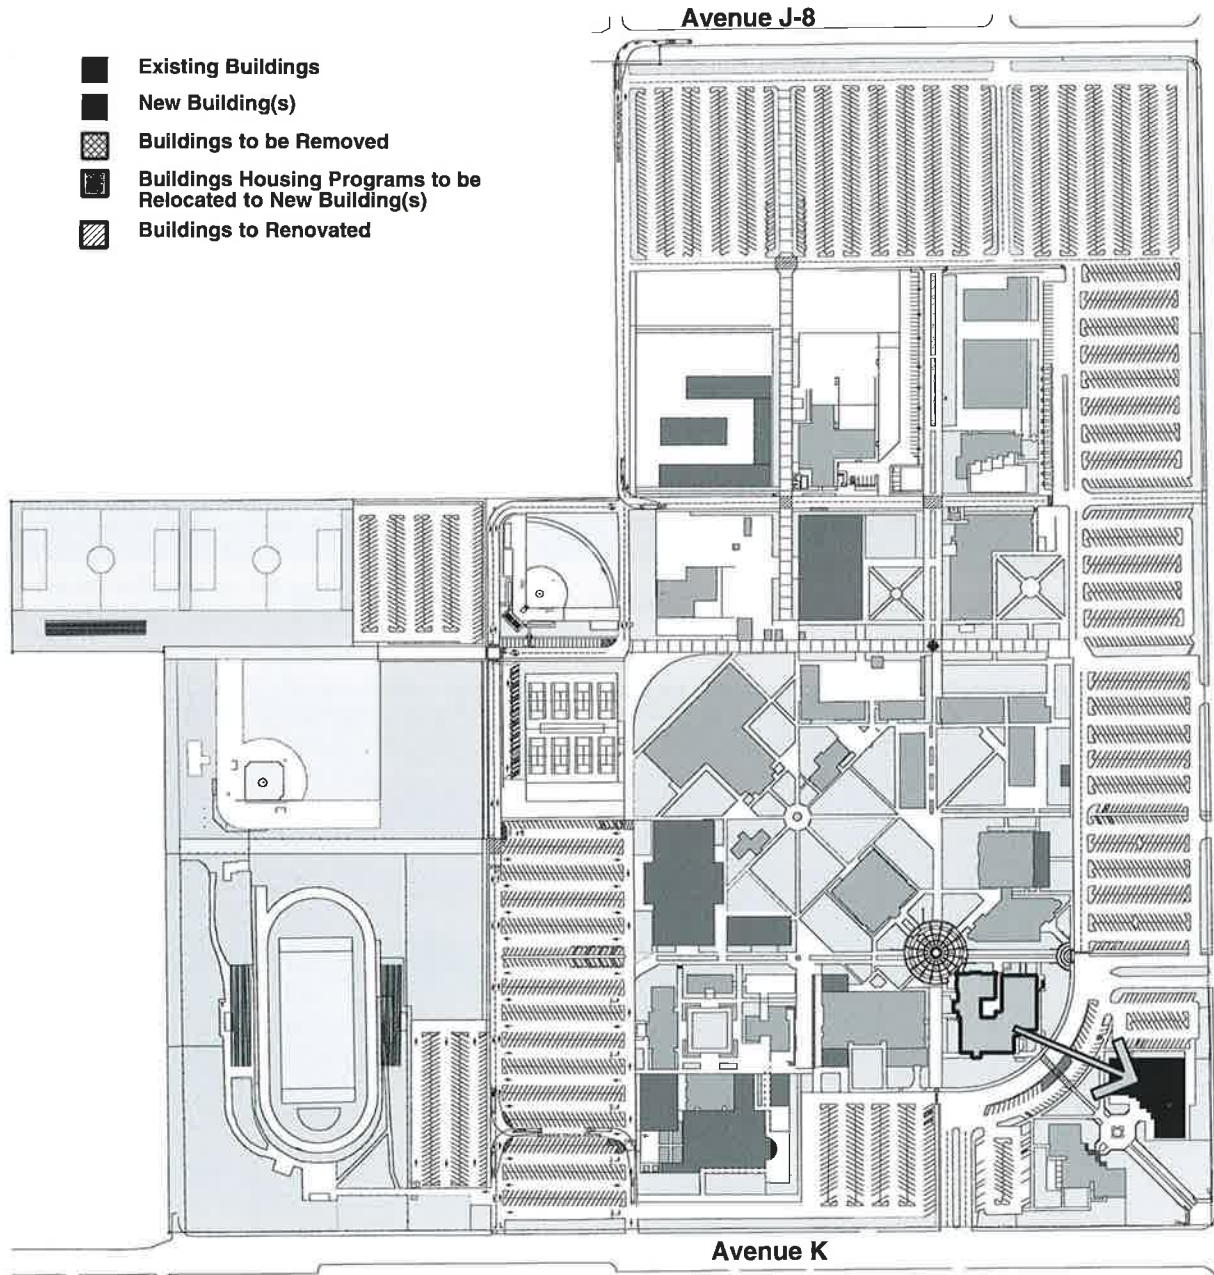 Avenue J-8
Existing Buildings
New Building(s)
Buildings to be Removed
Buildings Housing Programs to be
Relocated to New Building(s)
Buildings to Renovated
Avenue K